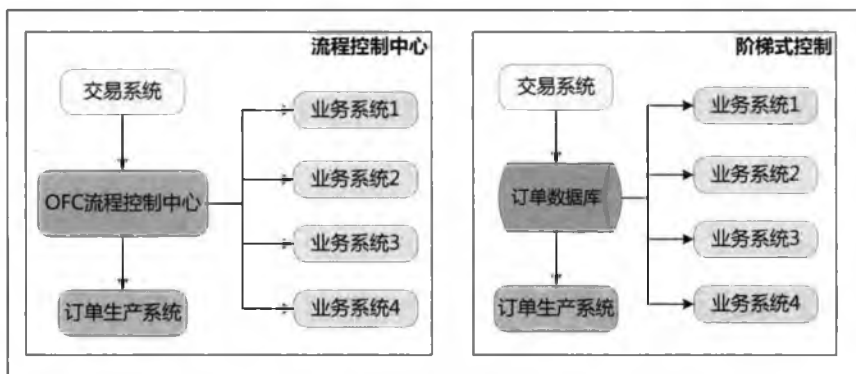 流程控制中心
交易系统
业务系统1
业务系统2
OFC流程控制中心
业务系统3
订单生产系统
业务系统4
阶梯式控制
交易系统
业务系统1
业务系统2
订单数据库
业务系统3
订单生产系统
业务系统4